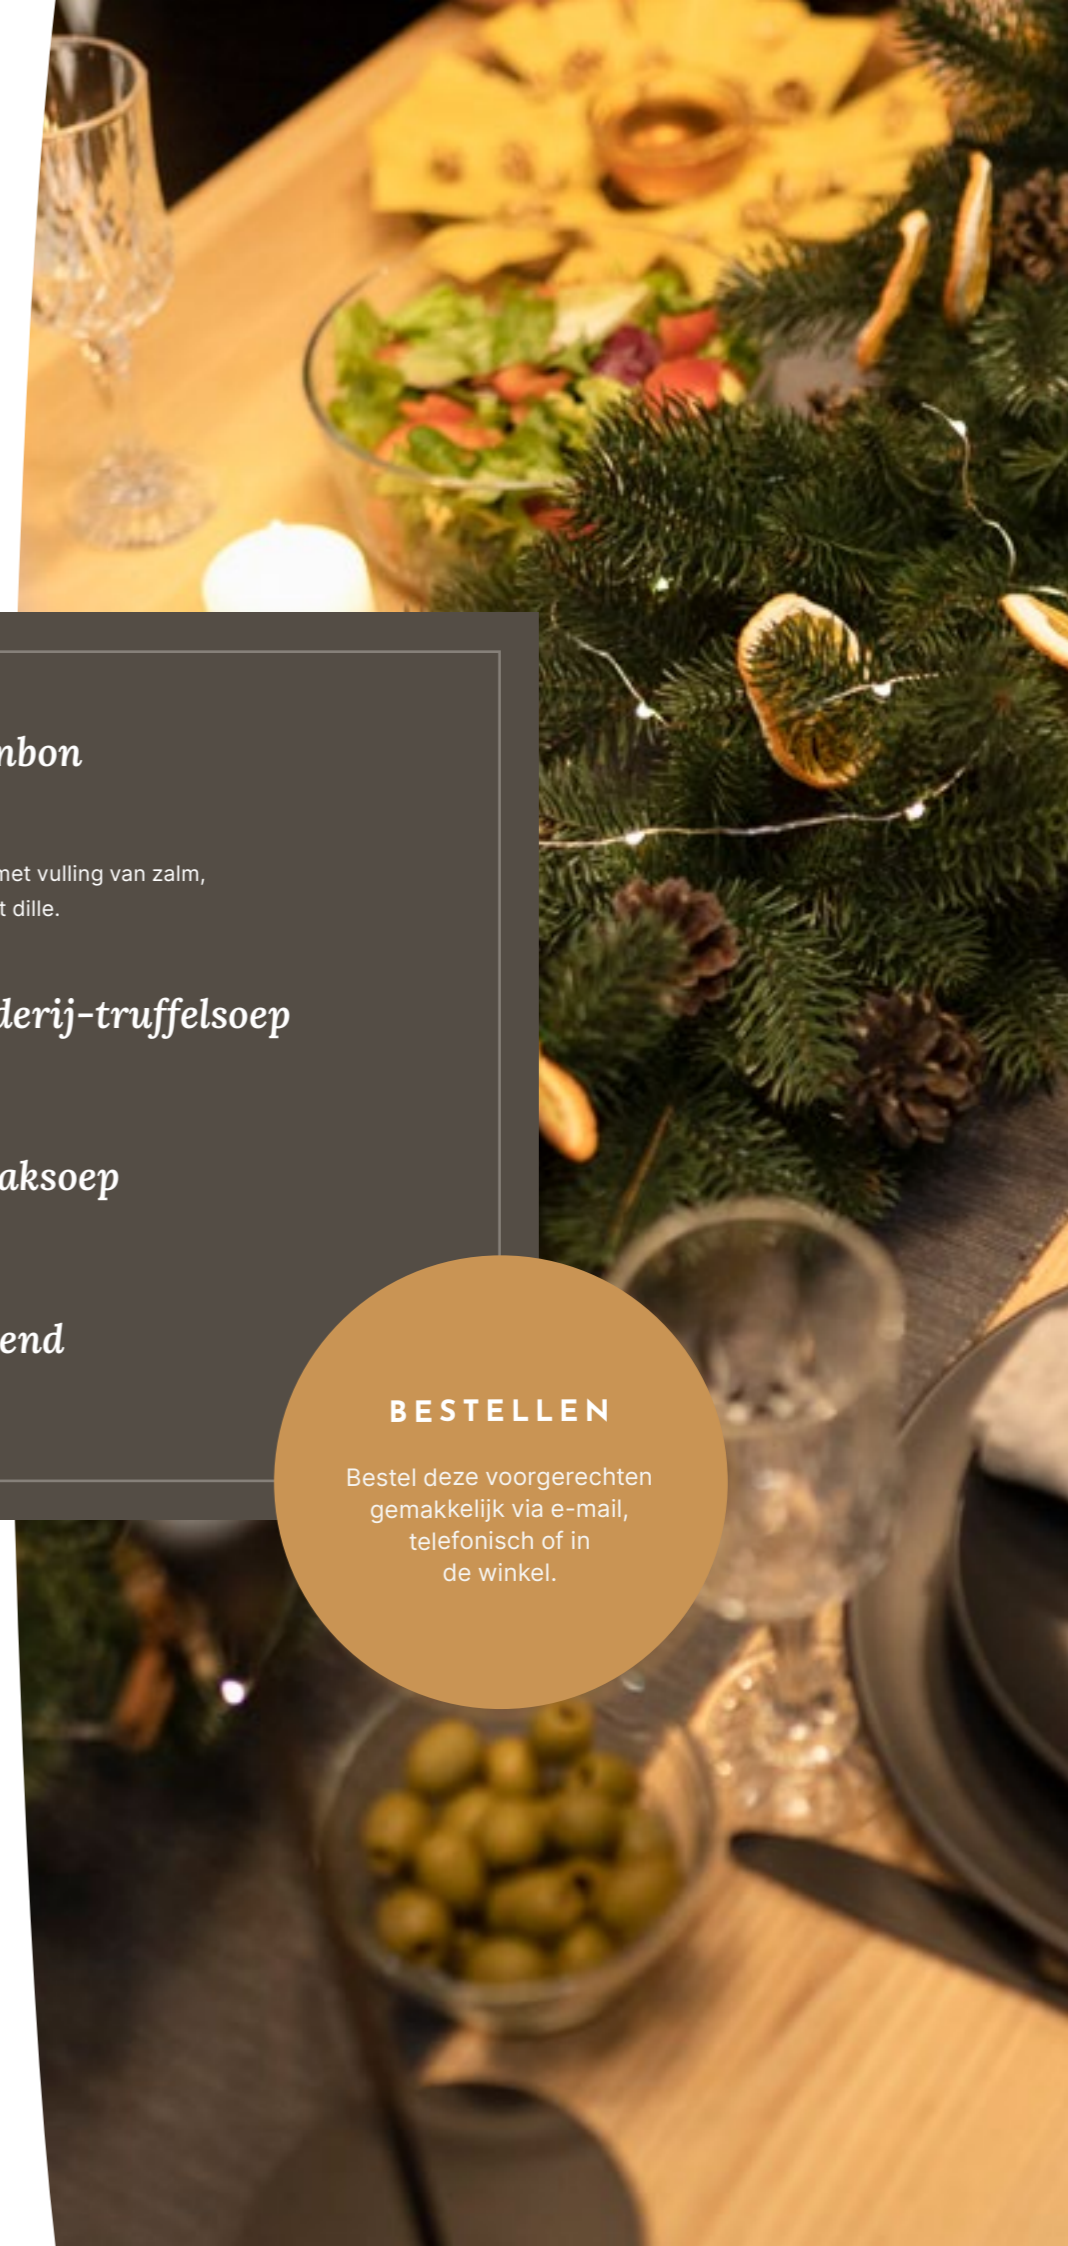 nbon
met vulling van zalm,
t dille.
derij-truffelsoep
aksoep
end
BESTELLEN
Bestel deze voorgerechten
gemakkelijk via e-mail,
telefonisch of in
de winkel.